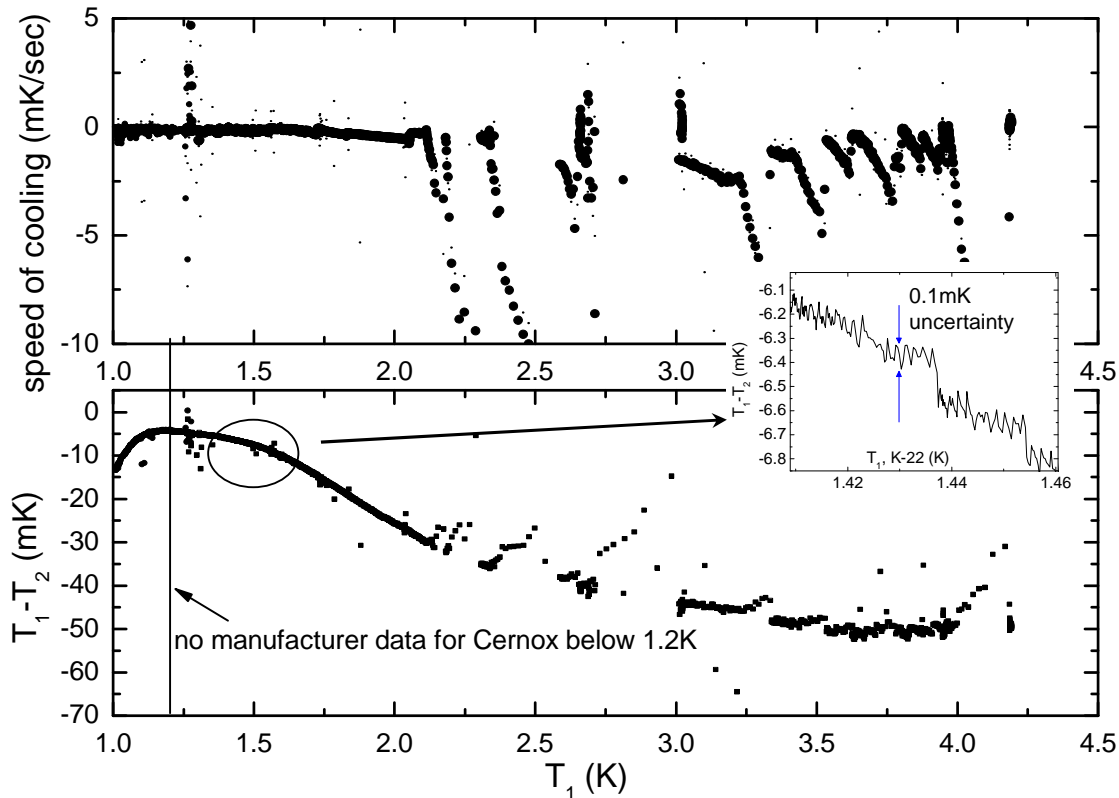 speed of cooling (mK/sec)
5
0
-5
-10
1.0 1.5 2.0 2.5 3.0 3.5 4.0 4.5
T1-T2 (mK)
-6.1
-6.2
-6.3
-6.4
-6.5
-6.6
-6.7
-6.8
0.1mK
uncertainty
T1, K-22 (K)
1.42 1.44 1.46
T1-T2 (mK)
0
-10
-20
-30
-40
-50
-60
-70
no manufacturer data for Cernox below 1.2K
1.0 1.5 2.0 2.5 3.0 3.5 4.0 4.5
T1 (K)